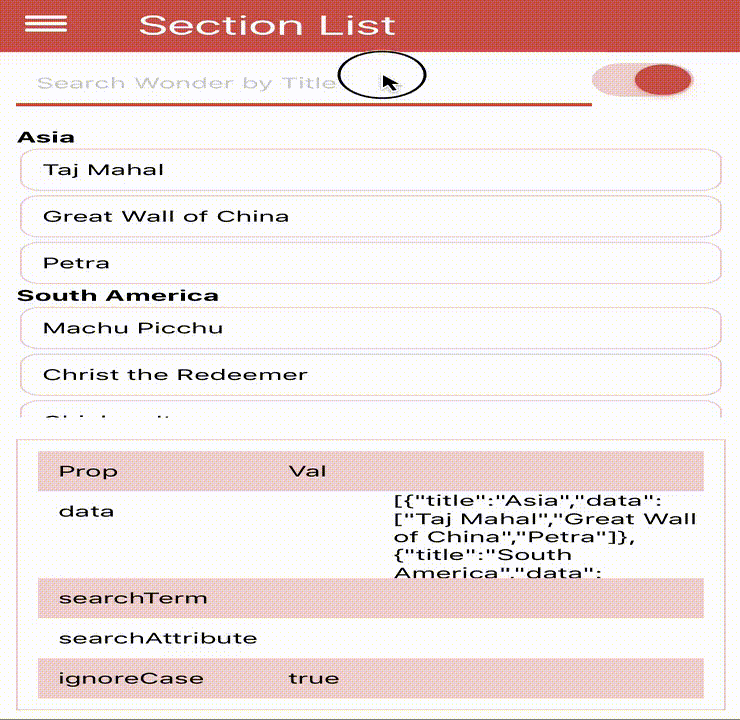 Section List
Search Wonder by Title
Asia
Taj Mahal
Great Wall of China
Petra
South America
Machu Picchu
Christ the Redeemer
Prop Val
data
[{"title":"Asia","data":
["Taj Mahal","Great Wall
of China","Petra"]},
{"title":"South
America","data":
searchTerm
searchAttribute
ignoreCase true